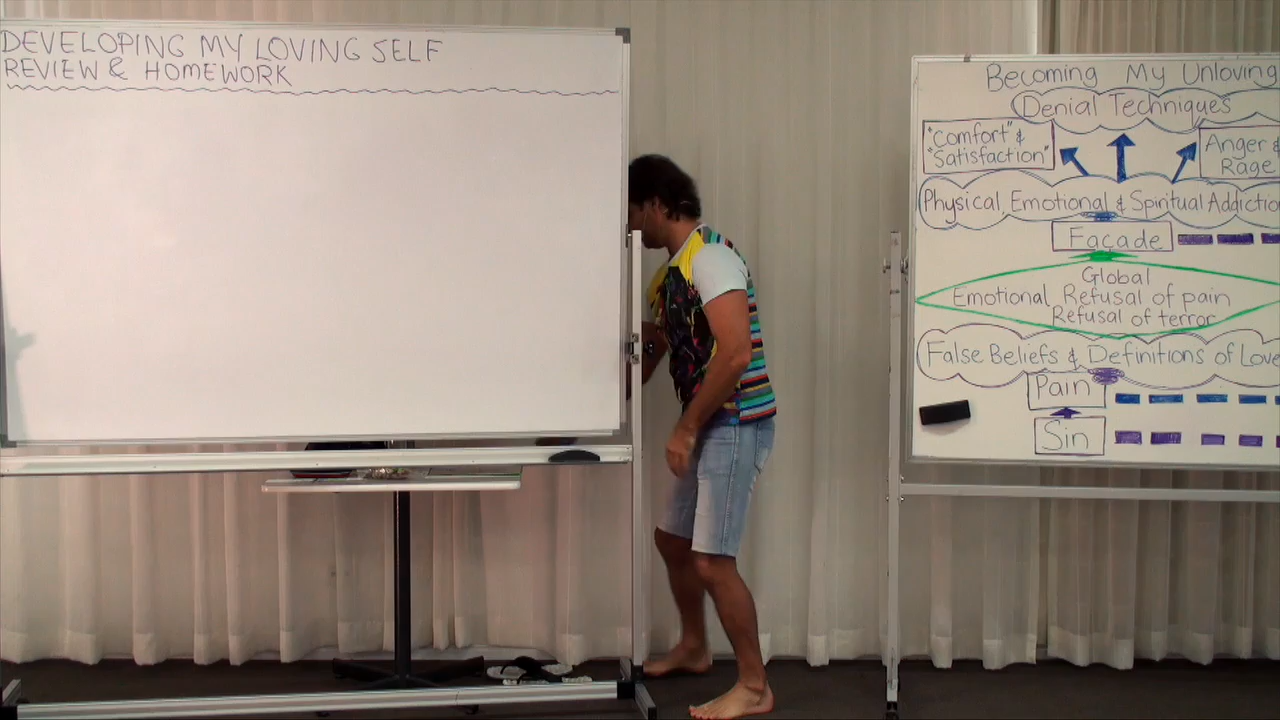 DEVELOPING MY LOVING SELF
REVIEW & HOMEWORK
Becoming My Unloving
Denial Techniques
"Comfort" &
"Satisfaction"
Anger &
Rage
Physical, Emotional & Spiritual Addictio
Façade
Global
Emotional Refusal of pain
Refusal of terror
False Beliefs & Definitions of Love
Pain
Sin